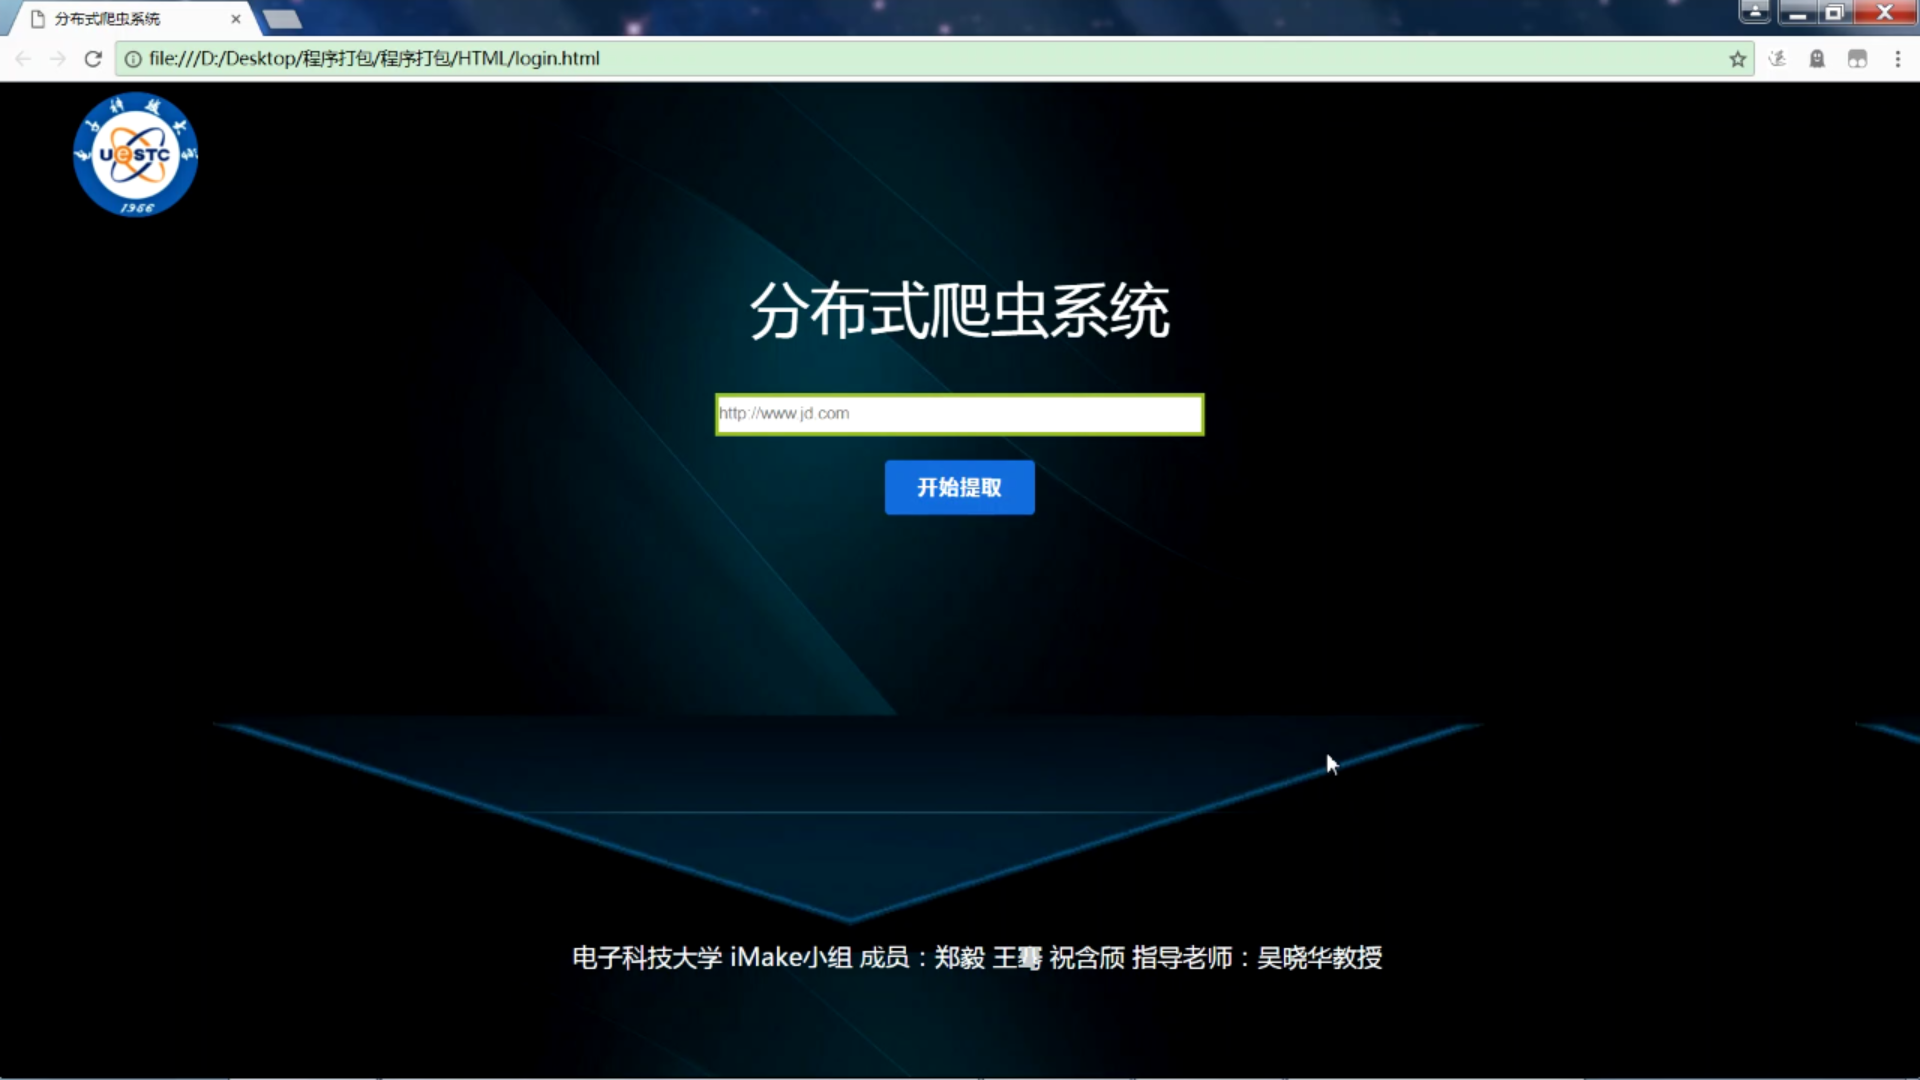 分布式爬虫系统
file:///D:/Desktop/程序打包/程序打包/HTML/login.html
UeSTC
1956
分布式爬虫系统
http://www.jd.com
开始提取
电子科技大学 iMake小组 成员：郑毅 王骞 祝含颀 指导老师：吴晓华教授